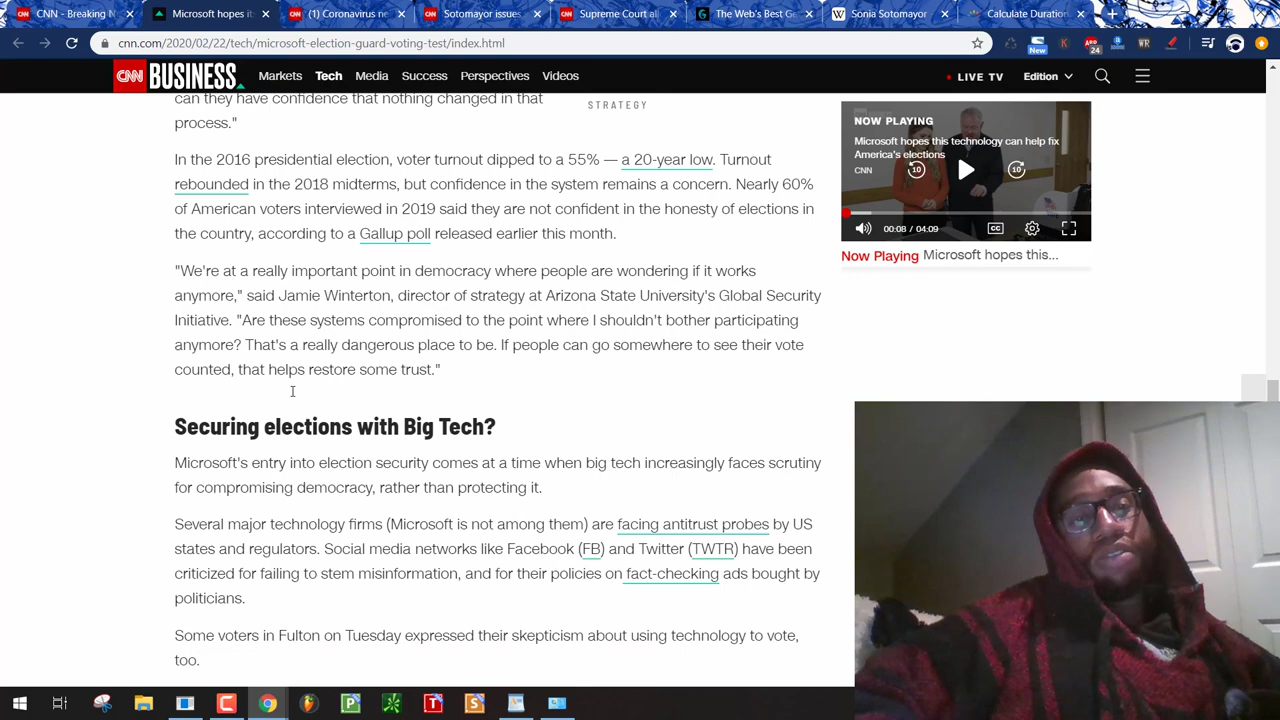 CNN - Breaking N
Microsoft hopes it
(1) Coronavirus ne
Sotomayor issues
Supreme Court all
The Web's Best Ge
Sonia Sotomayor
Calculate Duration
cnn.com/2020/02/22/tech/microsoft-election-guard-voting-test/index.html
New
24
WR
CNN BUSINESS
Markets Tech Media Success Perspectives Videos
LIVE TV Edition
can they have confidence that nothing changed in that
process."
STRATEGY
In the 2016 presidential election, voter turnout dipped to a 55% — a 20-year low. Turnout
rebounded in the 2018 midterms, but confidence in the system remains a concern. Nearly 60%
of American voters interviewed in 2019 said they are not confident in the honesty of elections in
the country, according to a Gallup poll released earlier this month.
"We're at a really important point in democracy where people are wondering if it works
anymore," said Jamie Winterton, director of strategy at Arizona State University's Global Security
Initiative. "Are these systems compromised to the point where I shouldn't bother participating
anymore? That's a really dangerous place to be. If people can go somewhere to see their vote
counted, that helps restore some trust."
NOW PLAYING
Microsoft hopes this technology can help fix
America's elections
CNN
10
10
00:08 / 04:09
CC
Now Playing Microsoft hopes this...
Securing elections with Big Tech?
Microsoft's entry into election security comes at a time when big tech increasingly faces scrutiny
for compromising democracy, rather than protecting it.
Several major technology firms (Microsoft is not among them) are facing antitrust probes by US
states and regulators. Social media networks like Facebook (FB) and Twitter (TWTR) have been
criticized for failing to stem misinformation, and for their policies on fact-checking ads bought by
politicians.
Some voters in Fulton on Tuesday expressed their skepticism about using technology to vote,
too.